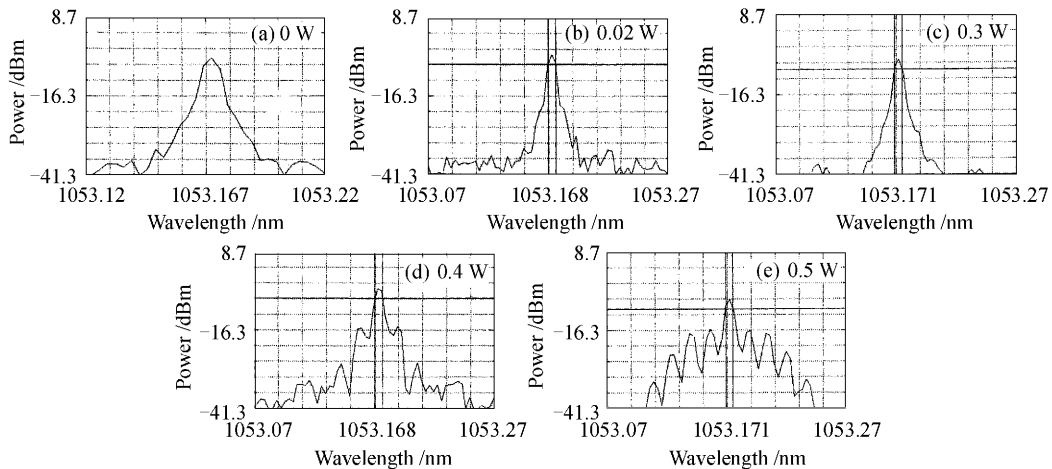 8.7
(a) 0 W
Power /dBm
−16.3
−41.3
1053.12
1053.167
1053.22
Wavelength /nm
8.7
(b) 0.02 W
Power /dBm
−16.3
−41.3
1053.07
1053.168
1053.27
Wavelength /nm
8.7
(c) 0.3 W
Power /dBm
−16.3
−41.3
1053.07
1053.171
1053.27
Wavelength /nm
8.7
(d) 0.4 W
Power /dBm
−16.3
−41.3
1053.07
1053.168
1053.27
Wavelength /nm
8.7
(e) 0.5 W
Power /dBm
−16.3
−41.3
1053.07
1053.171
1053.27
Wavelength /nm